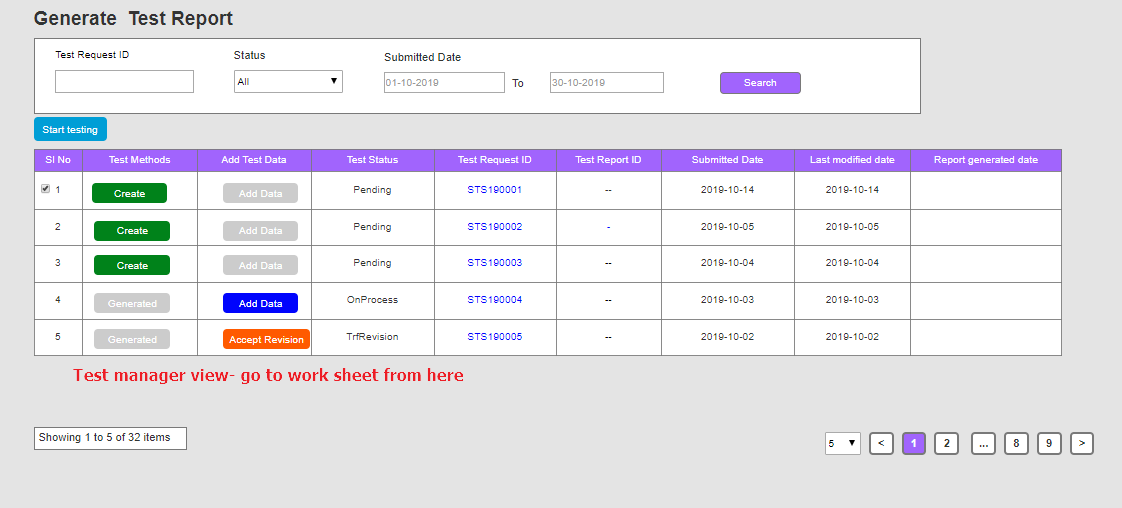 Generate Test Report
Test Request ID Status Submitted Date
All 01-10-2019 To 30-10-2019 Search
Start testing
Sl No Test Methods Add Test Data Test Status Test Request ID Test Report ID Submitted Date Last modified date Report generated date
1 Create Add Data Pending STS190001 -- 2019-10-14 2019-10-14
2 Create Add Data Pending STS190002 - 2019-10-05 2019-10-05
3 Create Add Data Pending STS190003 -- 2019-10-04 2019-10-04
4 Generated Add Data OnProcess STS190004 -- 2019-10-03 2019-10-03
5 Generated Accept Revision TrfRevision STS190005 -- 2019-10-02 2019-10-02
Test manager view- go to work sheet from here
Showing 1 to 5 of 32 items 5 < 1 2 ... 8 9 >